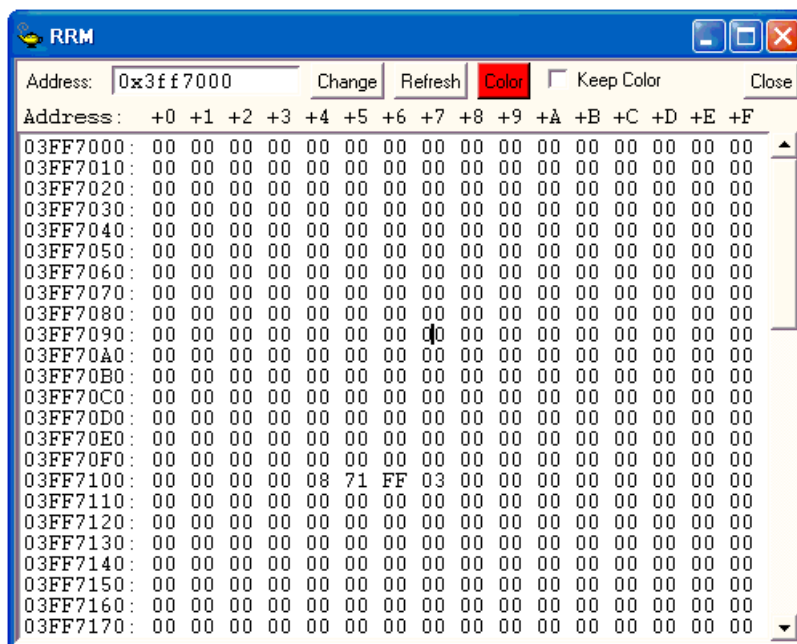 RRM
Address: 0x3ff7000 Change Refresh Color Keep Color Close
Address: +0 +1 +2 +3 +4 +5 +6 +7 +8 +9 +A +B +C +D +E +F
03FF7000: 00 00 00 00 00 00 00 00 00 00 00 00 00 00 00 00
03FF7010: 00 00 00 00 00 00 00 00 00 00 00 00 00 00 00 00
03FF7020: 00 00 00 00 00 00 00 00 00 00 00 00 00 00 00 00
03FF7030: 00 00 00 00 00 00 00 00 00 00 00 00 00 00 00 00
03FF7040: 00 00 00 00 00 00 00 00 00 00 00 00 00 00 00 00
03FF7050: 00 00 00 00 00 00 00 00 00 00 00 00 00 00 00 00
03FF7060: 00 00 00 00 00 00 00 00 00 00 00 00 00 00 00 00
03FF7070: 00 00 00 00 00 00 00 00 00 00 00 00 00 00 00 00
03FF7080: 00 00 00 00 00 00 00 00 00 00 00 00 00 00 00 00
03FF7090: 00 00 00 00 00 00 00 00 00 00 00 00 00 00 00 00
03FF70A0: 00 00 00 00 00 00 00 00 00 00 00 00 00 00 00 00
03FF70B0: 00 00 00 00 00 00 00 00 00 00 00 00 00 00 00 00
03FF70C0: 00 00 00 00 00 00 00 00 00 00 00 00 00 00 00 00
03FF70D0: 00 00 00 00 00 00 00 00 00 00 00 00 00 00 00 00
03FF70E0: 00 00 00 00 00 00 00 00 00 00 00 00 00 00 00 00
03FF70F0: 00 00 00 00 00 00 00 00 00 00 00 00 00 00 00 00
03FF7100: 00 00 00 00 08 71 FF 03 00 00 00 00 00 00 00 00
03FF7110: 00 00 00 00 00 00 00 00 00 00 00 00 00 00 00 00
03FF7120: 00 00 00 00 00 00 00 00 00 00 00 00 00 00 00 00
03FF7130: 00 00 00 00 00 00 00 00 00 00 00 00 00 00 00 00
03FF7140: 00 00 00 00 00 00 00 00 00 00 00 00 00 00 00 00
03FF7150: 00 00 00 00 00 00 00 00 00 00 00 00 00 00 00 00
03FF7160: 00 00 00 00 00 00 00 00 00 00 00 00 00 00 00 00
03FF7170: 00 00 00 00 00 00 00 00 00 00 00 00 00 00 00 00